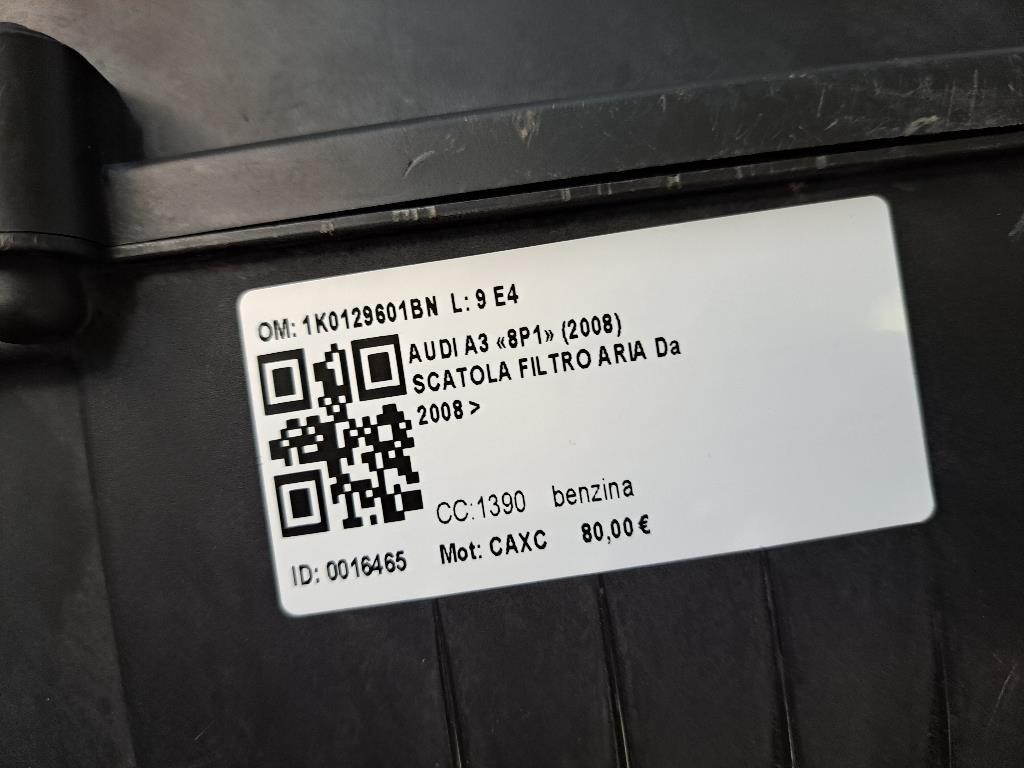 OM: 1K0129601BN L: 9 E4
AUDI A3 «8P1» (2008)
SCATOLA FILTRO ARIA Da
2008 >
CC:1390 benzina
ID: 0016465 Mot: CAXC 80,00 €